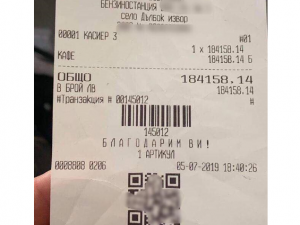 БЕНЗИНОСТАНЦИЯ
село Дълбок извор
00001 КАСИЕР 3 #01
1 x 184158.14
КАФЕ 184158.14 Б
ОБЩО 184158.14
В БРОЙ ЛВ 184158.14
#Транзакция # 00145012
145012
БЛАГОДАРИМ ВИ!
1 АРТИКУЛ
0008808 0206 05-07-2019 18:40:26